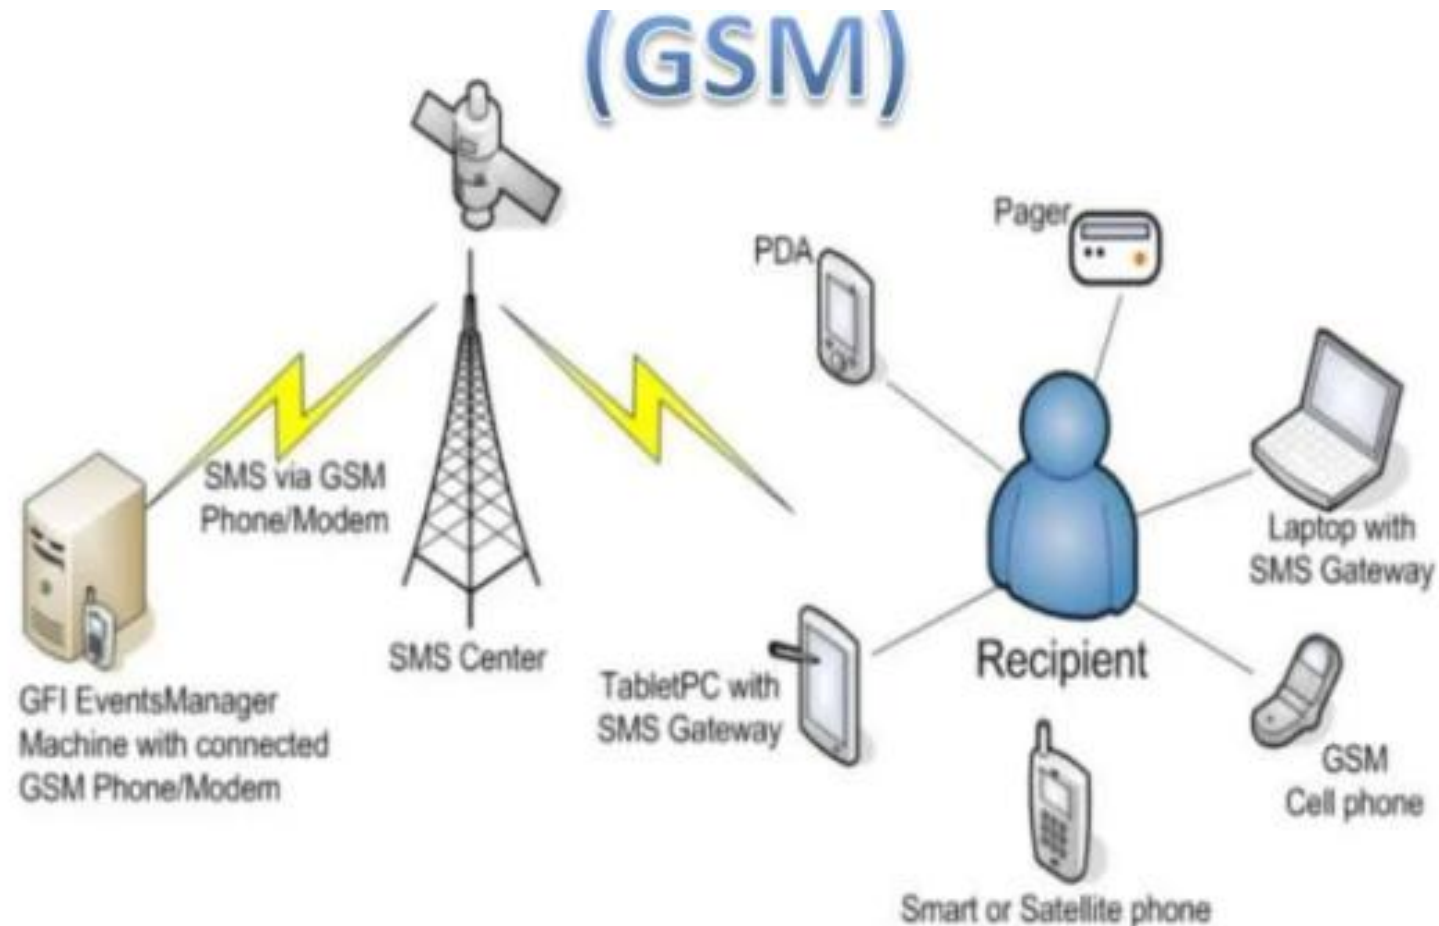 (GSM)
Pager
PDA
SMS via GSM
Phone/Modem
Laptop with
SMS Gateway
SMS Center
Recipient
TabletPC with
SMS Gateway
GFI EventsManager
Machine with connected
GSM Phone/Modem
GSM
Cell phone
Smart or Satellite phone